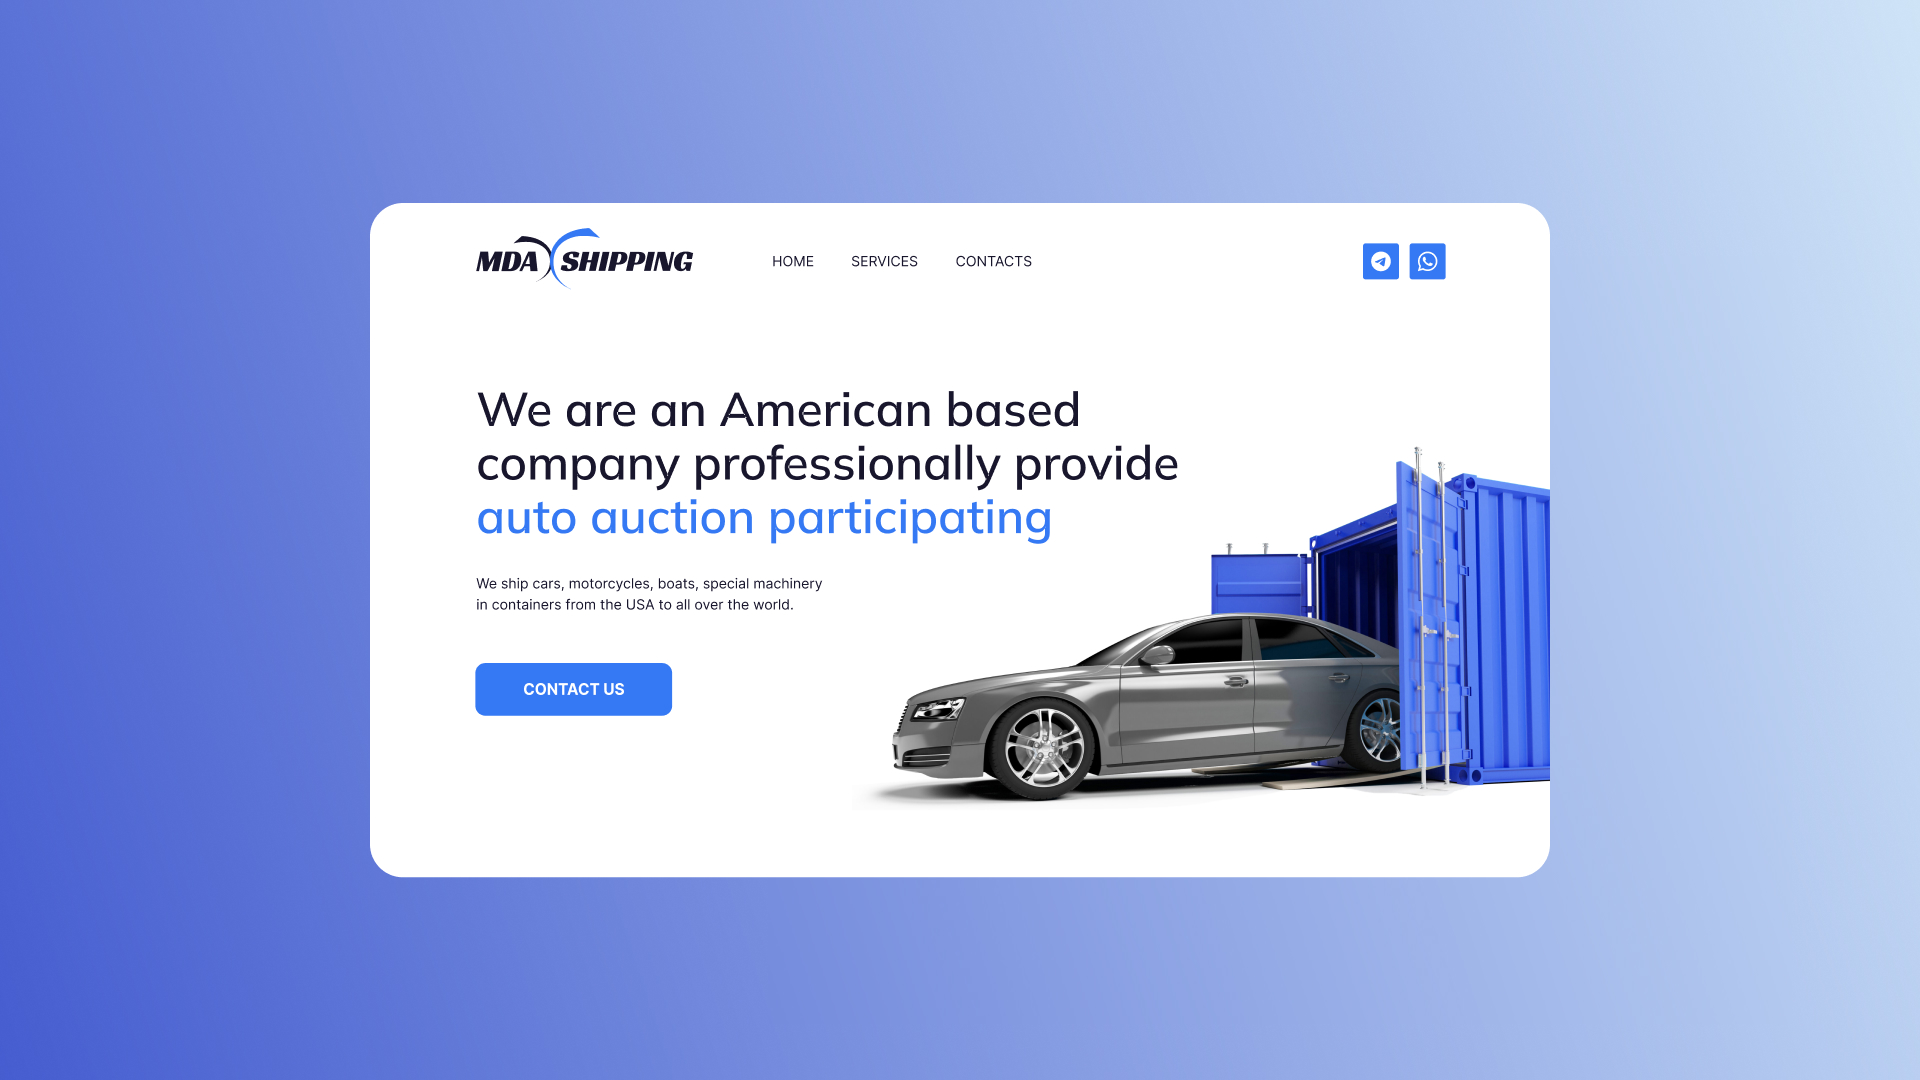 MDA SHIPPING
HOME SERVICES CONTACTS
We are an American based
company professionally provide
auto auction participating
We ship cars, motorcycles, boats, special machinery
in containers from the USA to all over the world.
CONTACT US